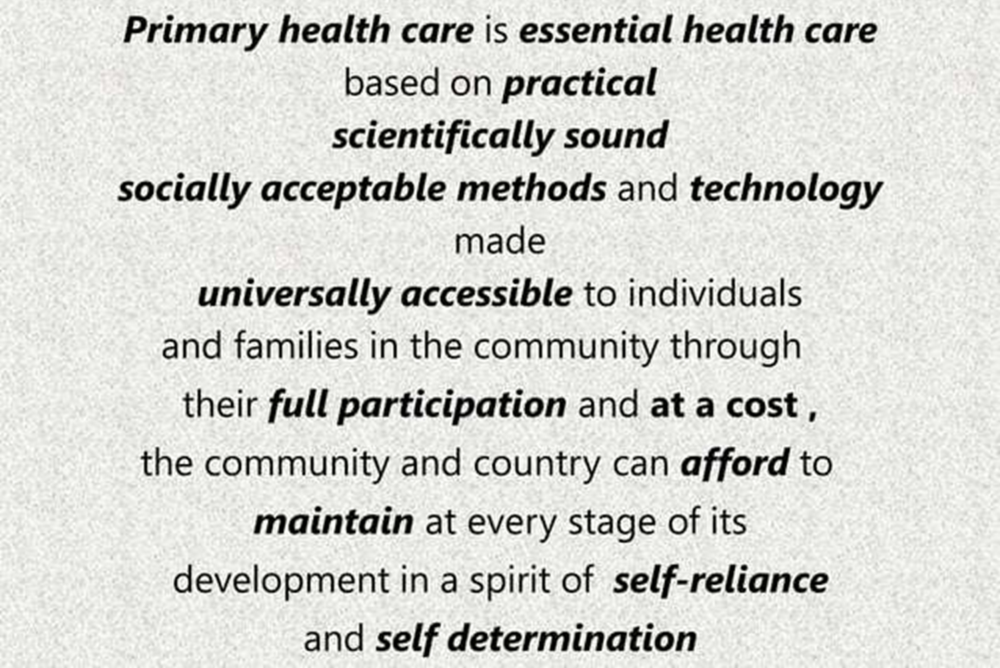 Primary health care is essential health care
based on practical
scientifically sound
socially acceptable methods and technology
made
universally accessible to individuals
and families in the community through
their full participation and at a cost ,
the community and country can afford to
maintain at every stage of its
development in a spirit of self-reliance
and self determination